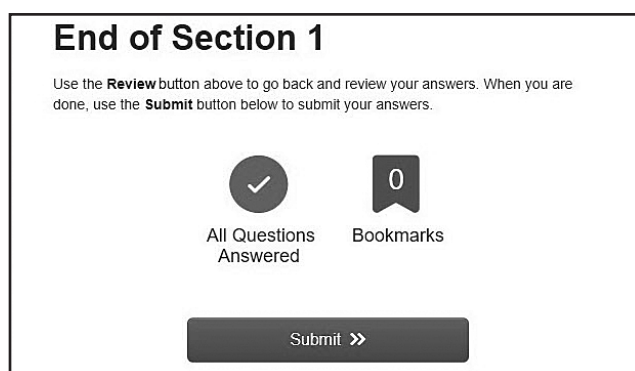 End of Section 1
Use the Review button above to go back and review your answers. When you are
done, use the Submit button below to submit your answers.
0
All Questions
Answered
Bookmarks
Submit »